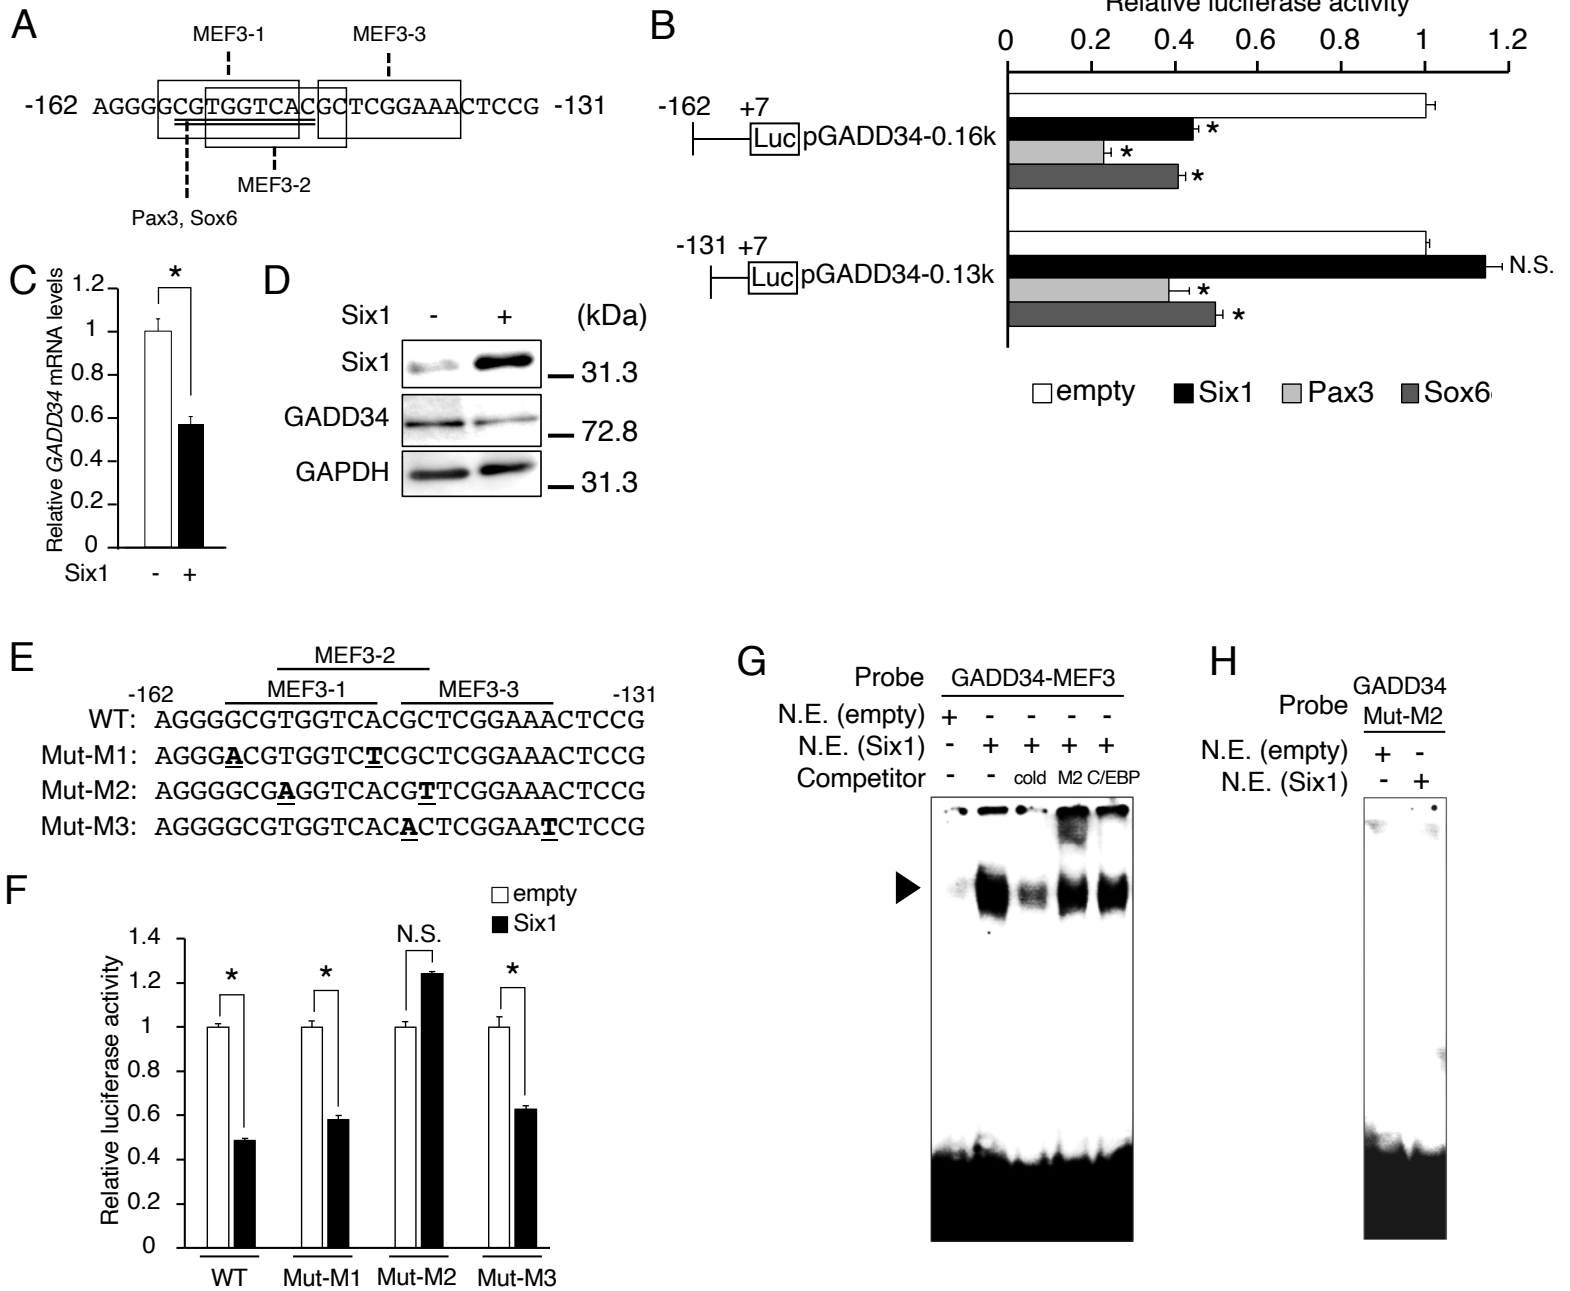 A
MEF3-1 MEF3-3
-162 AGGGGCGTGGTCACGCTCGGAAACTCCG -131
MEF3-2
Pax3, Sox6
B
Relative luciferase activity
0 0.2 0.4 0.6 0.8 1 1.2
-162 +7
Luc pGADD34-0.16k
*
*
*
-131 +7
Luc pGADD34-0.13k
N.S.
*
*
empty Six1 Pax3 Sox6
C
Relative GADD34 mRNA levels
1.2
1
0.8
0.6
0.4
0.2
0
*
Six1 - +
D
Six1 - + (kDa)
Six1 31.3
GADD34 72.8
GAPDH 31.3
E
MEF3-2
-162 MEF3-1 MEF3-3 -131
WT: AGGGGCGTGGTCACGCTCGGAAACTCCG
Mut-M1: AGGGACGTGGTCTCGCTCGGAAACTCCG
Mut-M2: AGGGGCGAGGTCACGTTCGGAAACTCCG
Mut-M3: AGGGGCGTGGTCACACTCGGAATCTCCG
F
empty
Six1
Relative luciferase activity
1.4
1.2
1
0.8
0.6
0.4
0.2
0
* * N.S. *
WT Mut-M1 Mut-M2 Mut-M3
G
Probe GADD34-MEF3
N.E. (empty) + - - - -
N.E. (Six1) - + + + +
Competitor - - cold M2 C/EBP
H
Probe GADD34
Mut-M2
N.E. (empty) + -
N.E. (Six1) - +